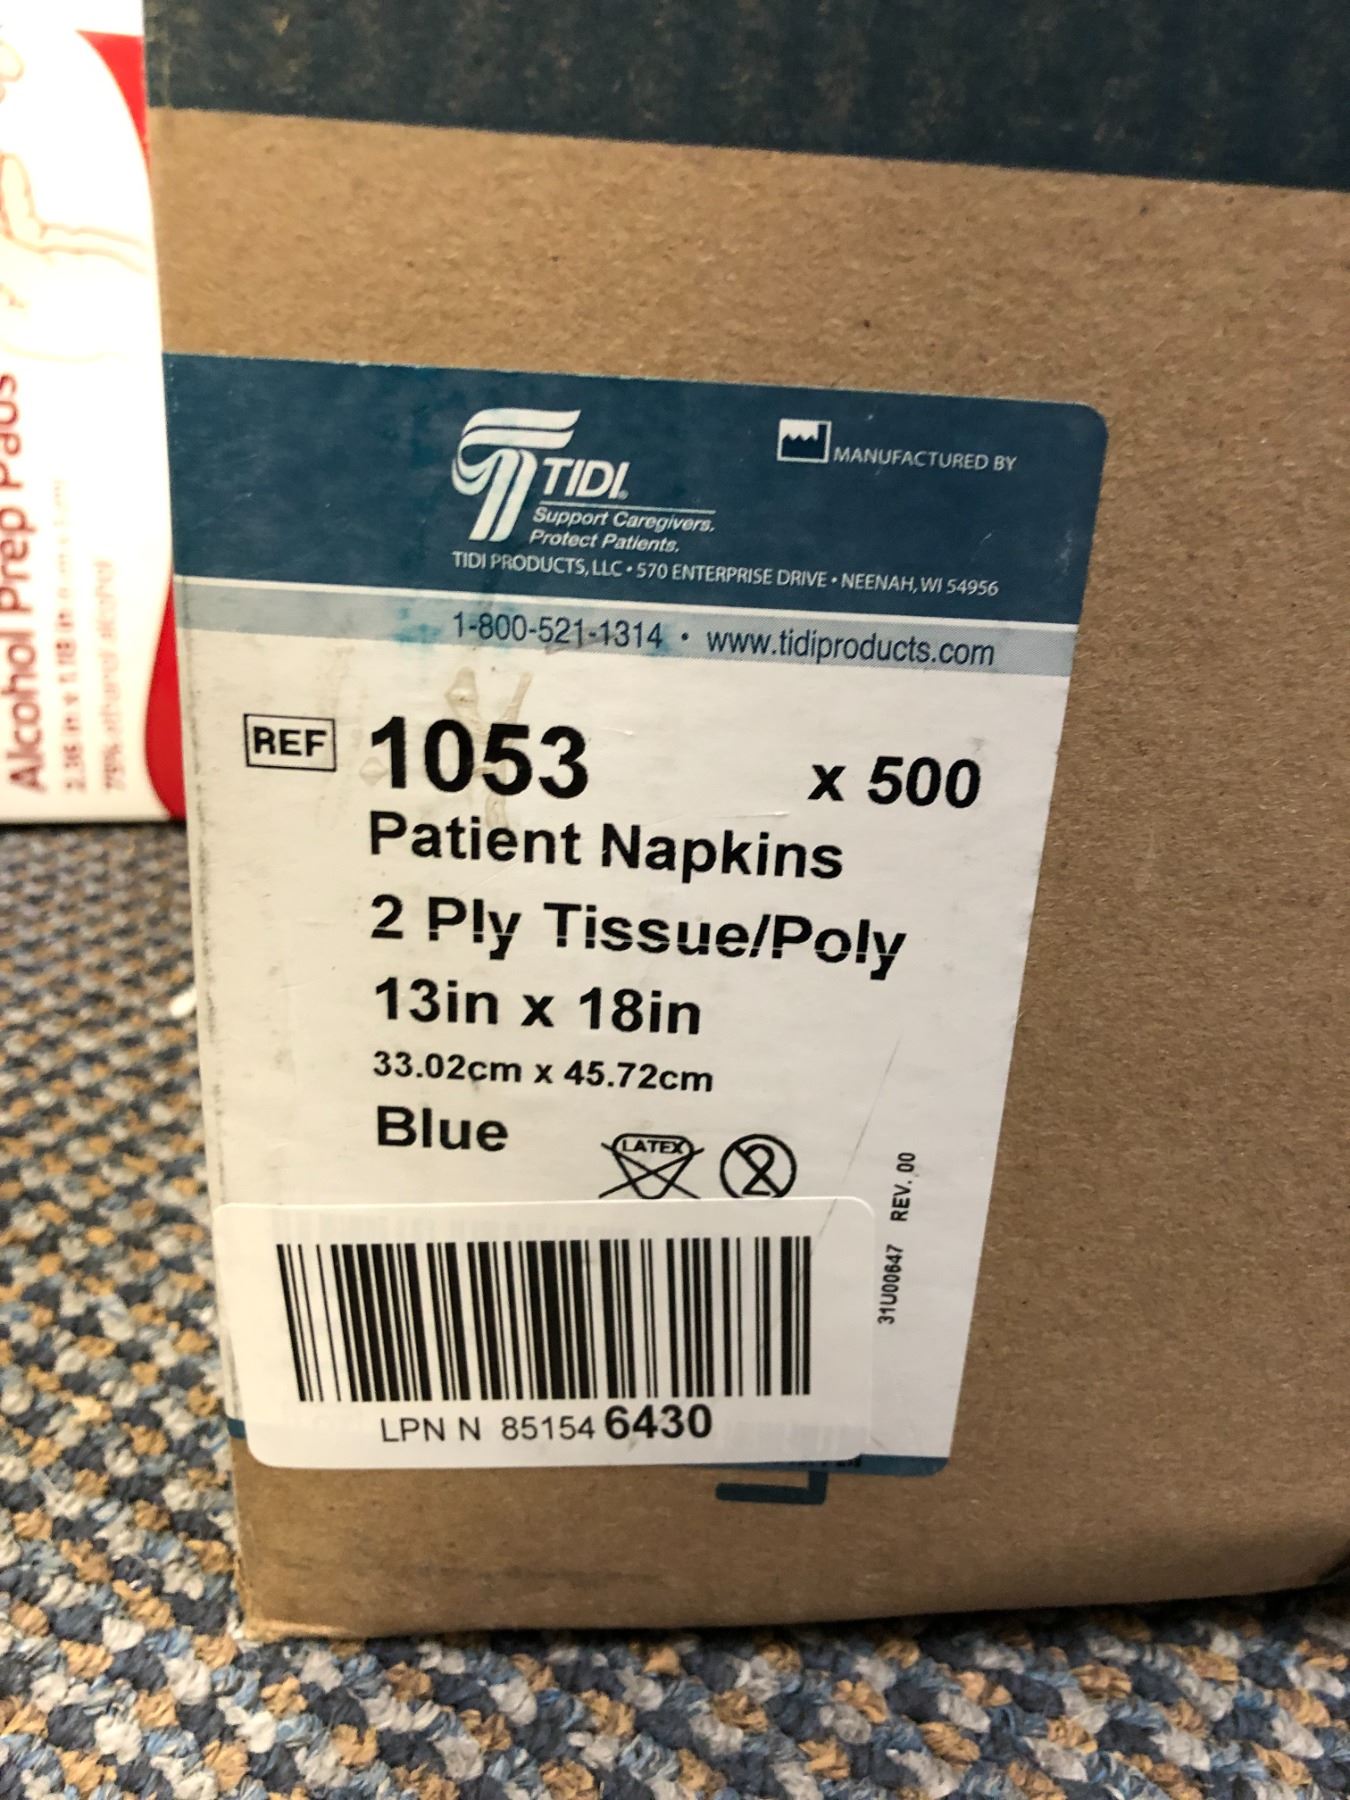 TIDI
Support Caregivers.
Protect Patients.
MANUFACTURED BY
TIDI PRODUCTS, LLC • 570 ENTERPRISE DRIVE • NEENAH, WI 54956
1-800-521-1314 • www.tidiproducts.com
REF 1053 x 500
Patient Napkins
2 Ply Tissue/Poly
13in x 18in
33.02cm x 45.72cm
Blue
LATEX
2
31U00647 REV. 00
LPN N 851546430
Alcohol Prep Pads